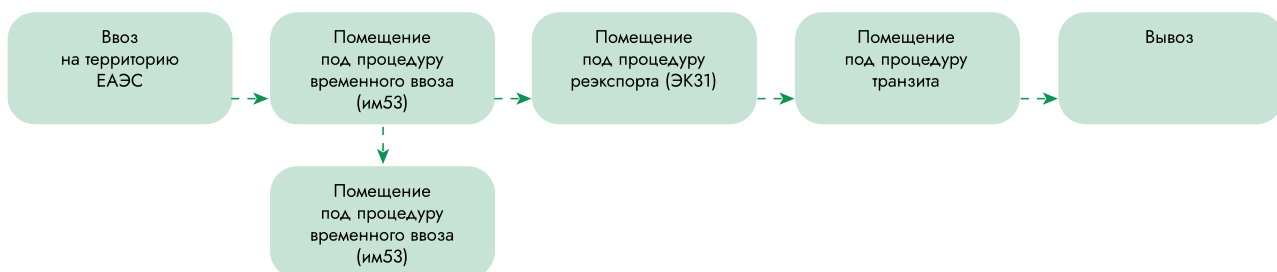 Ввоз
на территорию
ЕАЭС
Помещение
под процедуру
временного ввоза
(им53)
Помещение
под процедуру
реэкспорта (ЭК31)
Помещение
под процедуру
транзита
Вывоз
Помещение
под процедуру
временного ввоза
(им53)